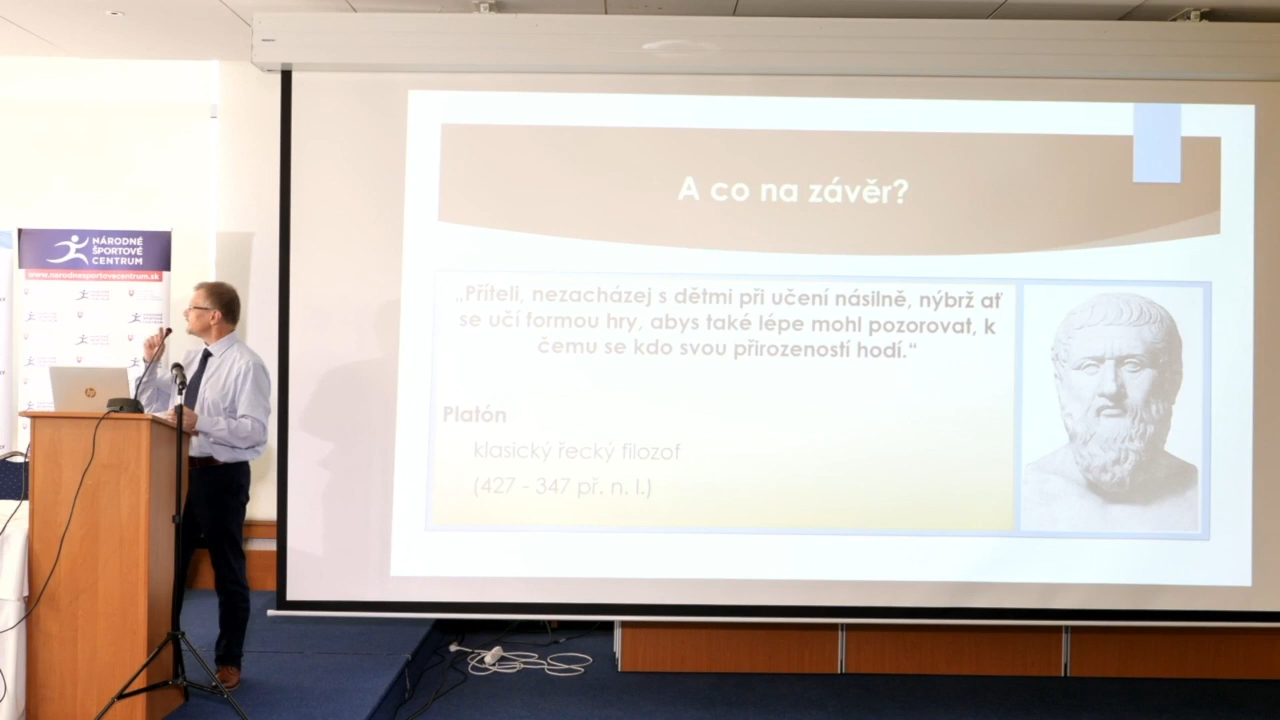 NÁRODNÉ
ŠPORTOVÉ
CENTRUM
www.narodnesportovecentrum.sk
hp
A co na závěr?
„Příteli, nezacházej s dětmi při učení násilně, nýbrž ať
se učí formou hry, abys také lépe mohl pozorovat, k
čemu se kdo svou přirozeností hodí.“
Platón
klasický řecký filozof
(427 - 347 př. n. l.)